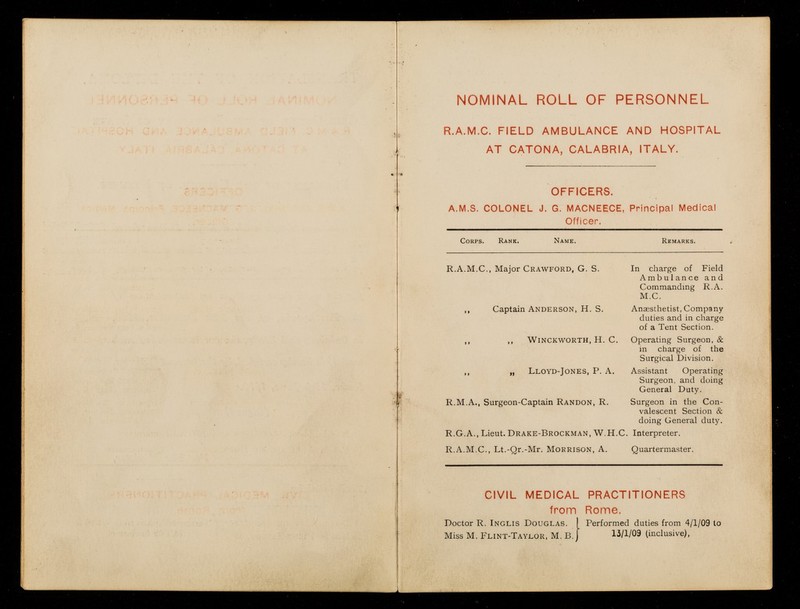 NOMINAL ROLL OF PERSONNEL
R.A.M.C. FIELD AMBULANCE AND HOSPITAL
AT CATONA, CALABRIA, ITALY.
OFFICERS.
A.M.S. COLONEL J. G. MACNEECE, Principal Medical
Officer.
CORPS. RANK. NAME. REMARKS.
R.A.M.C., Major CRAWFORD, G. S. In charge of Field
Ambulance and
Commanding R.A.
M.C.
,, Captain ANDERSON, H. S. Anæsthetist, Company
duties and in charge
of a Tent Section.
,, ,, WINCKWORTH, H. C. Operating Surgeon, &
in charge of the
Surgical Division.
,, ,, LLOYD-JONES, P. A. Assistant Operating
Surgeon, and doing
General Duty.
R.M.A., Surgeon-Captain RANDON, R. Surgeon in the Con-
valescent Section &
doing General duty.
R.G.A., Lieut. DRAKE-BROCKMAN, W.H.C. Interpreter.
R.A.M.C., Lt.-Qr.-Mr. MORRISON, A. Quartermaster.
CIVIL MEDICAL PRACTITIONERS
from Rome.
Doctor R. INGLIS DOUGLAS. } Performed duties from 4/1/09 to
Miss M. FLINT-TAYLOR, M. B. } 13/1/09 (inclusive),